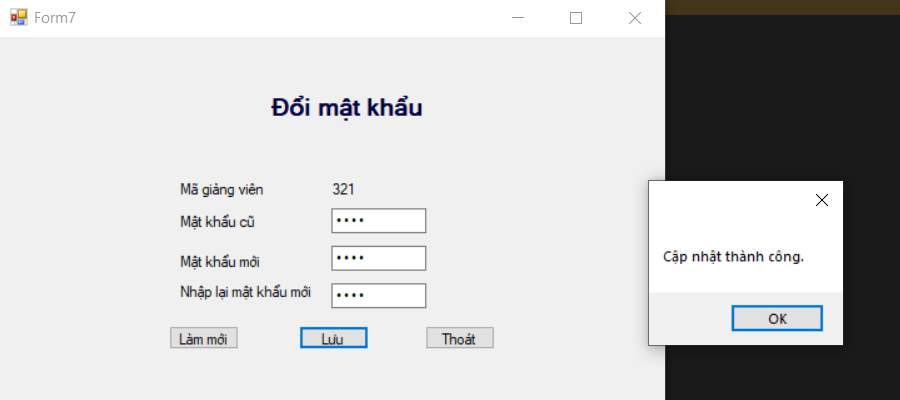 Form7
Đổi mật khẩu
Mã giảng viên 321
Mật khẩu cũ ••••
Mật khẩu mới ••••
Nhập lại mật khẩu mới ••••
Làm mới Lưu Thoát
Cập nhật thành công.
OK